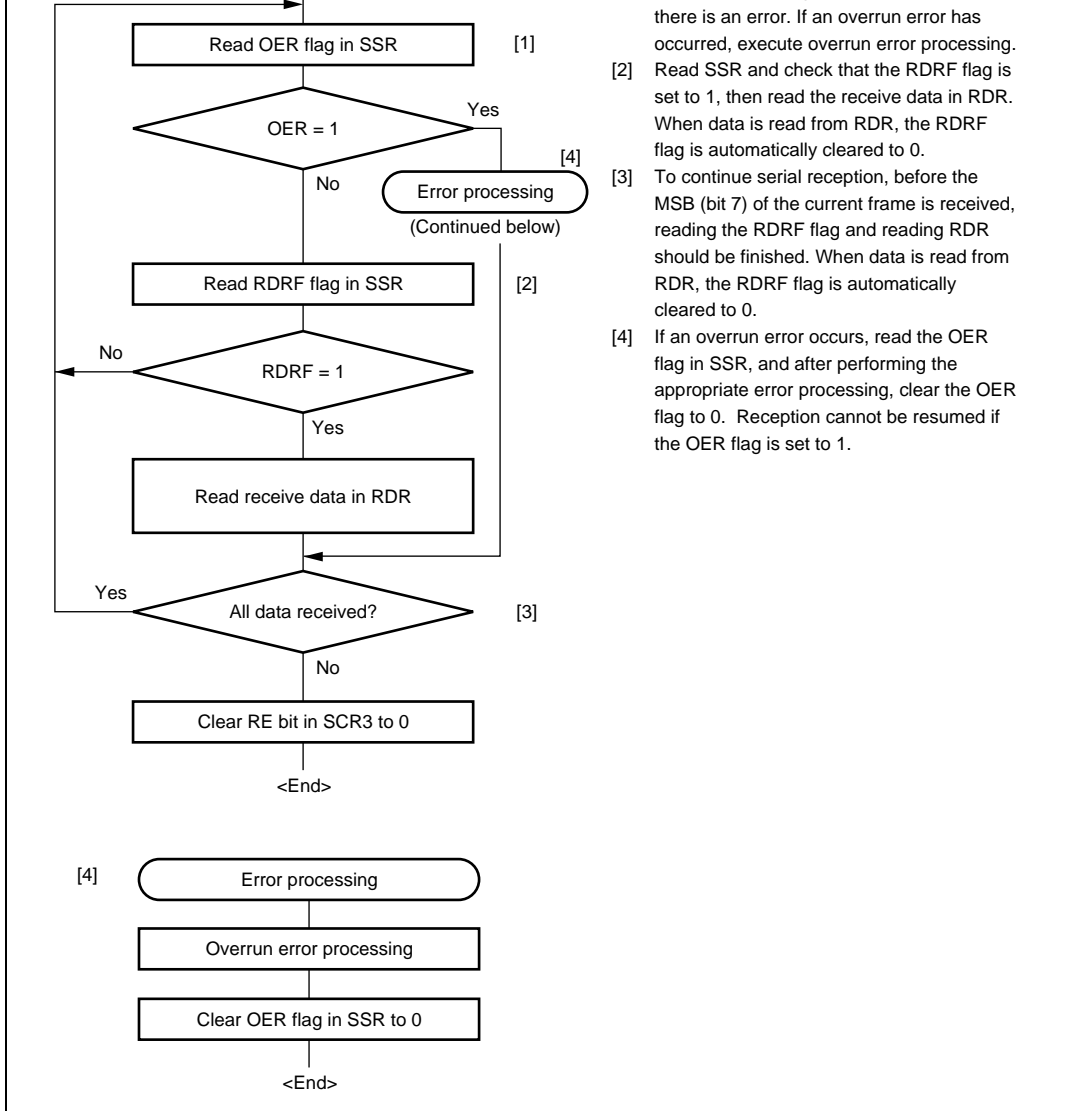 Read OER flag in SSR
[1]
OER = 1
Yes
No
[4]
Error processing
(Continued below)
Read RDRF flag in SSR
[2]
No
RDRF = 1
Yes
Read receive data in RDR
Yes
All data received?
[3]
No
Clear RE bit in SCR3 to 0
<End>
[4]
Error processing
Overrun error processing
Clear OER flag in SSR to 0
<End>
there is an error. If an overrun error has
occurred, execute overrun error processing.
[2] Read SSR and check that the RDRF flag is
set to 1, then read the receive data in RDR.
When data is read from RDR, the RDRF
flag is automatically cleared to 0.
[3] To continue serial reception, before the
MSB (bit 7) of the current frame is received,
reading the RDRF flag and reading RDR
should be finished. When data is read from
RDR, the RDRF flag is automatically
cleared to 0.
[4] If an overrun error occurs, read the OER
flag in SSR, and after performing the
appropriate error processing, clear the OER
flag to 0. Reception cannot be resumed if
the OER flag is set to 1.